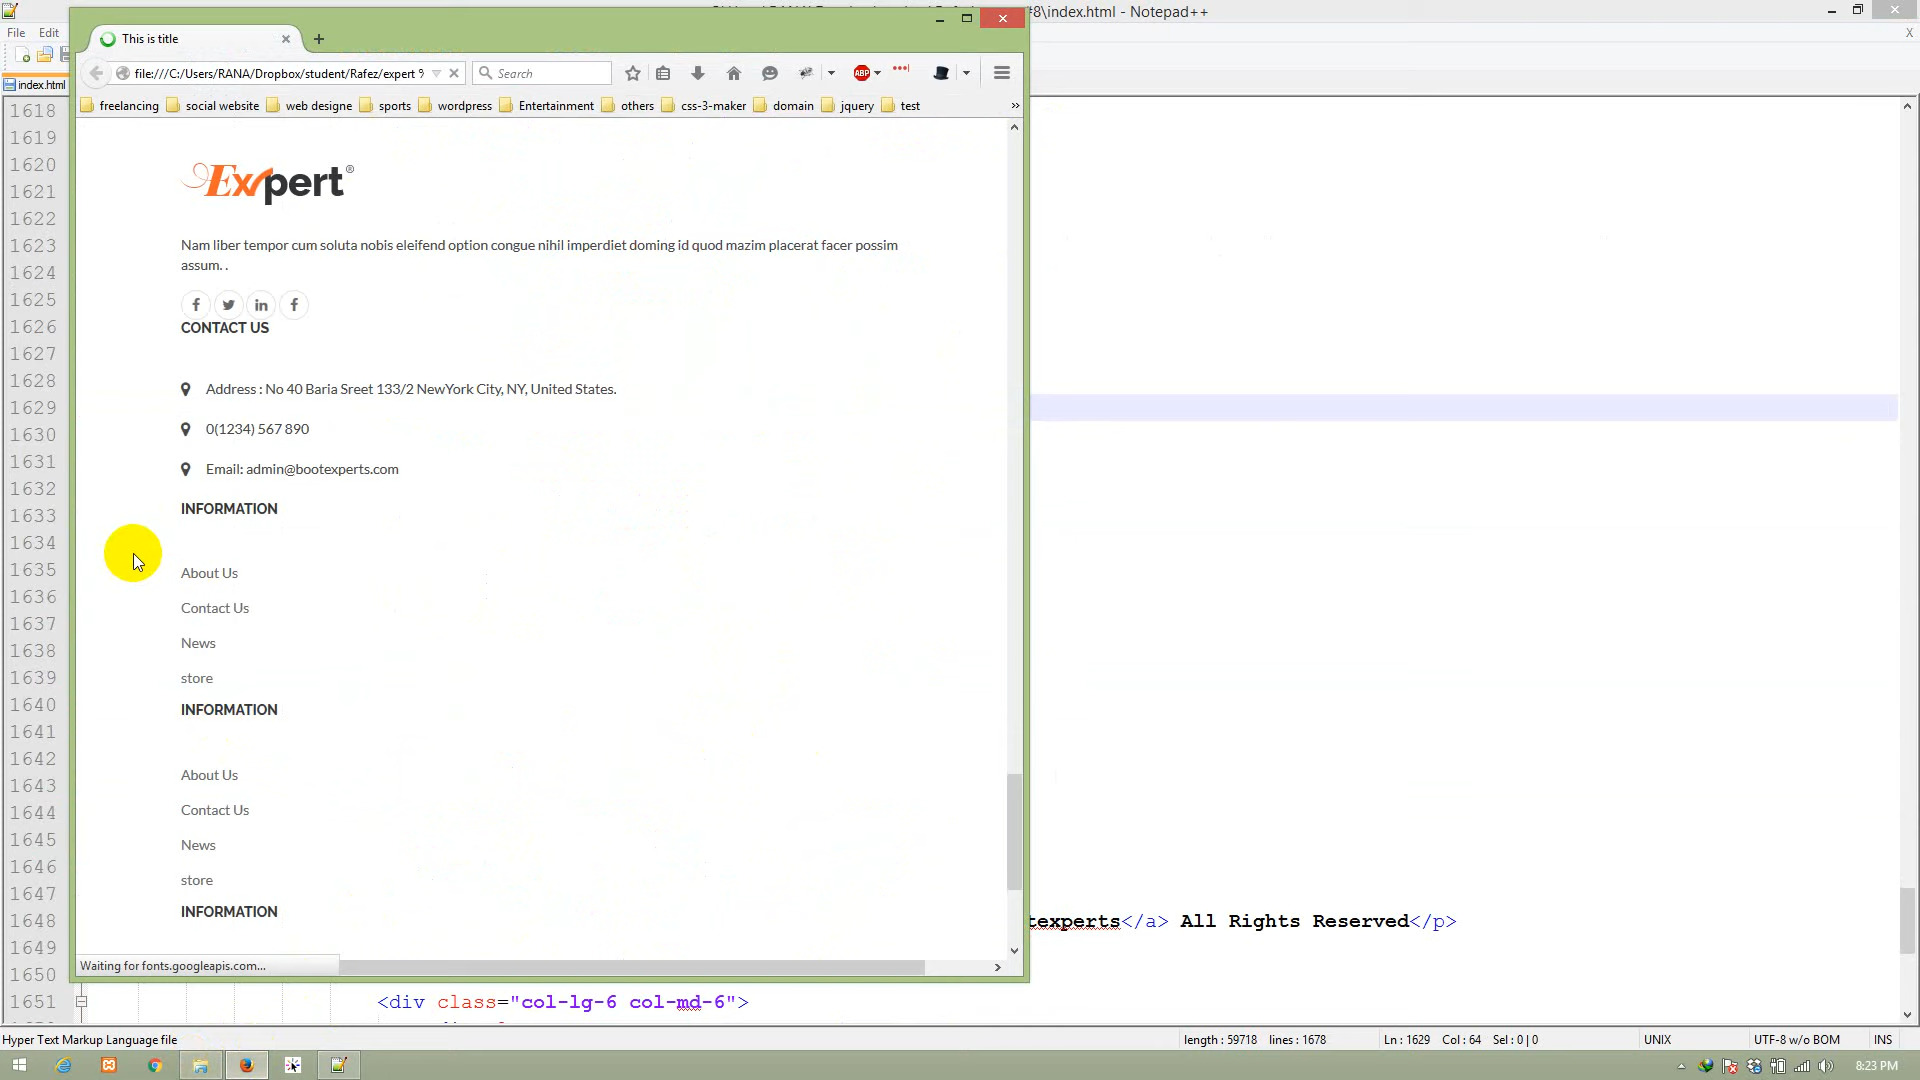 #8\index.html - Notepad++
File Edit
X
index.html
This is title
file:///C:/Users/RANA/Dropbox/student/Rafez/expert
Search
ABP
freelancing social website web designe sports wordpress Entertainment others css-3-maker domain jquery test
Expert®
Nam liber tempor cum soluta nobis eleifend option congue nihil imperdiet doming id quod mazim placerat facer possim
assum. .
CONTACT US
Address : No 40 Baria Sreet 133/2 NewYork City, NY, United States.
0(1234) 567 890
Email: admin@bootexperts.com
INFORMATION
About Us
Contact Us
News
store
INFORMATION
About Us
Contact Us
News
store
INFORMATION
Waiting for fonts.googleapis.com...
1618
1619
1620
1621
1622
1623
1624
1625
1626
1627
1628
1629
1630
1631
1632
1633
1634
1635
1636
1637
1638
1639
1640
1641
1642
1643
1644
1645
1646
1647
1648 texperts</a> All Rights Reserved</p>
1649
1650
1651 <div class="col-lg-6 col-md-6">
Hyper Text Markup Language file length : 59718 lines : 1678 Ln : 1629 Col : 64 Sel : 0 | 0 UNIX UTF-8 w/o BOM INS
8:23 PM